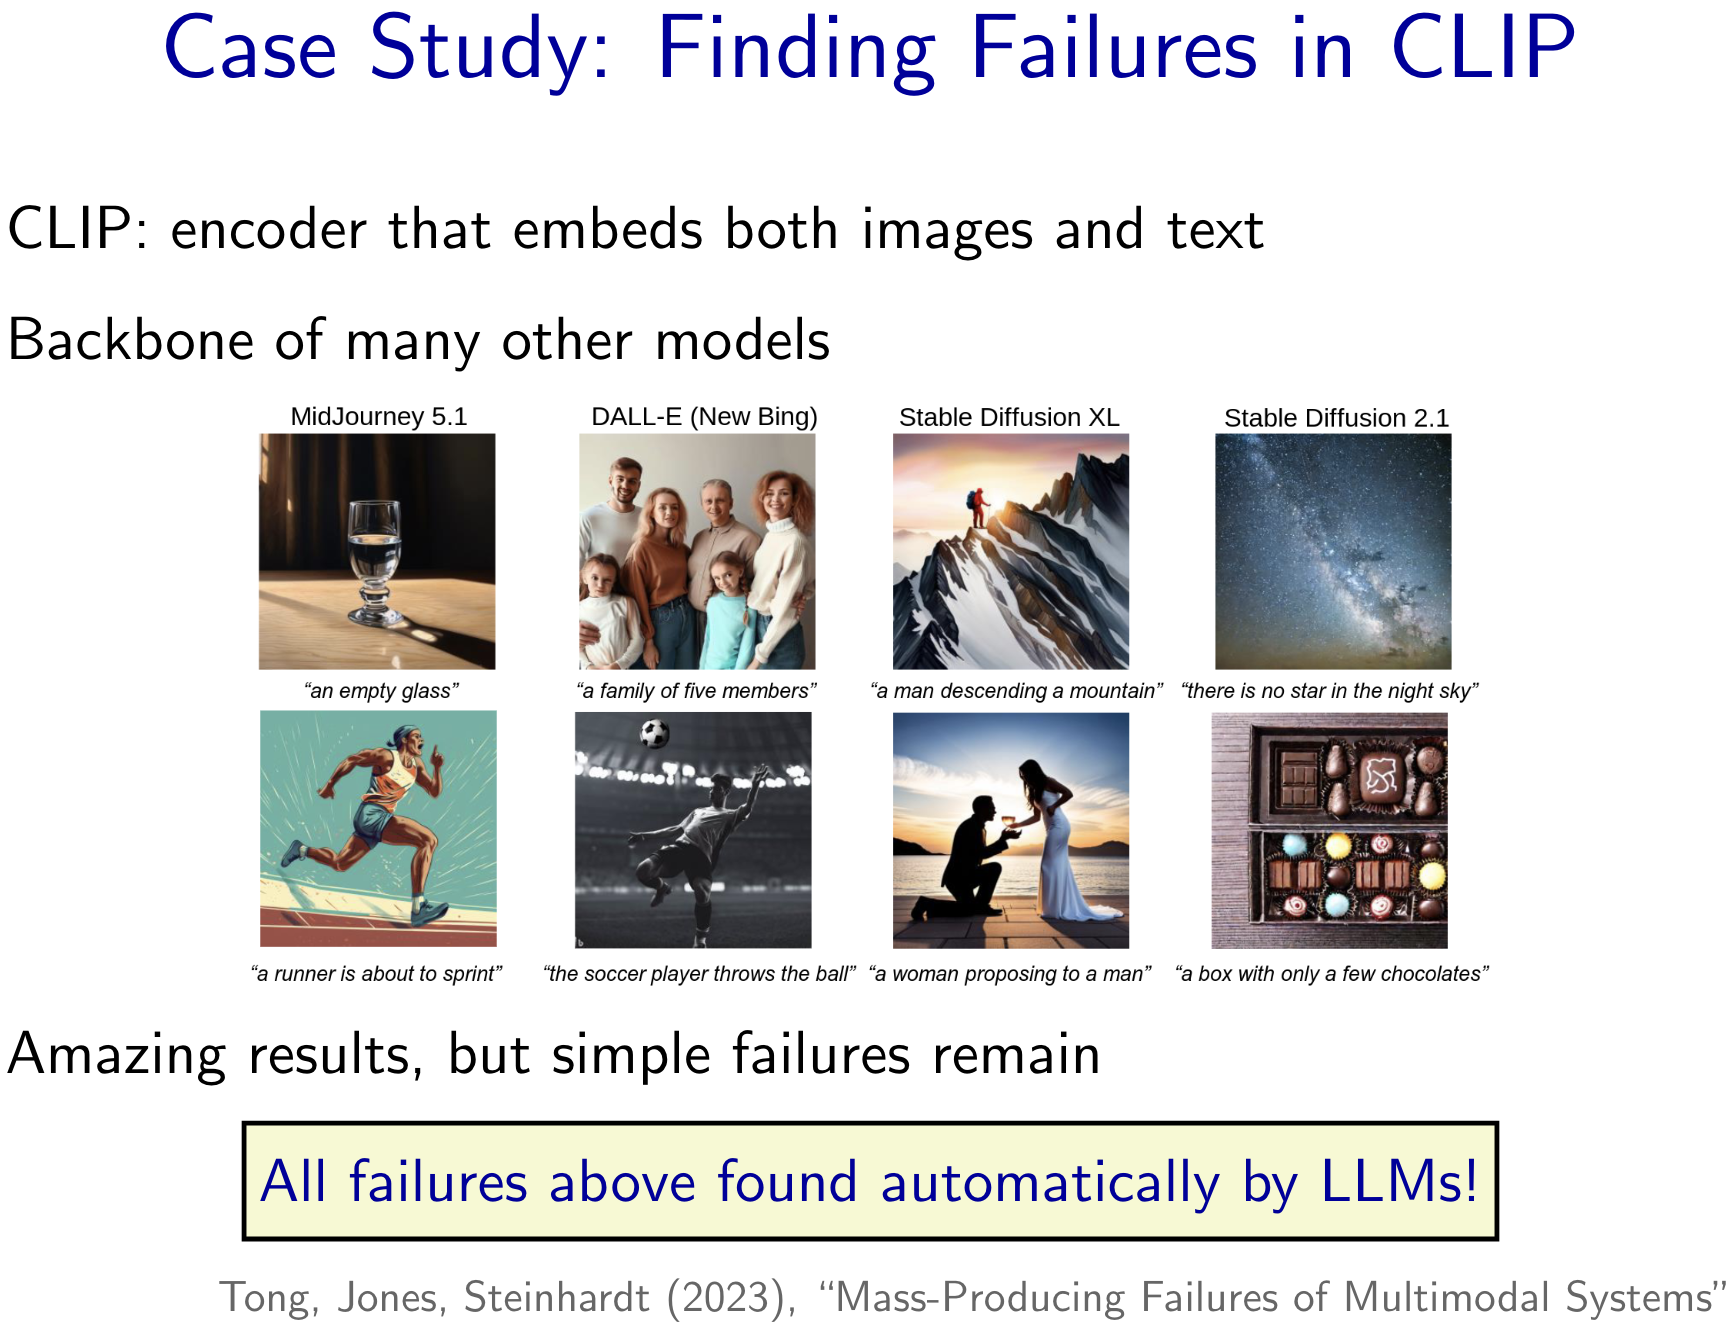 Case Study: Finding Failures in CLIP
CLIP: encoder that embeds both images and text
Backbone of many other models
MidJourney 5.1
DALL-E (New Bing)
Stable Diffusion XL
Stable Diffusion 2.1
“an empty glass”
“a family of five members”
“a man descending a mountain”
“there is no star in the night sky”
“a runner is about to sprint”
“the soccer player throws the ball”
“a woman proposing to a man”
“a box with only a few chocolates”
Amazing results, but simple failures remain
All failures above found automatically by LLMs!
Tong, Jones, Steinhardt (2023), “Mass-Producing Failures of Multimodal Systems”